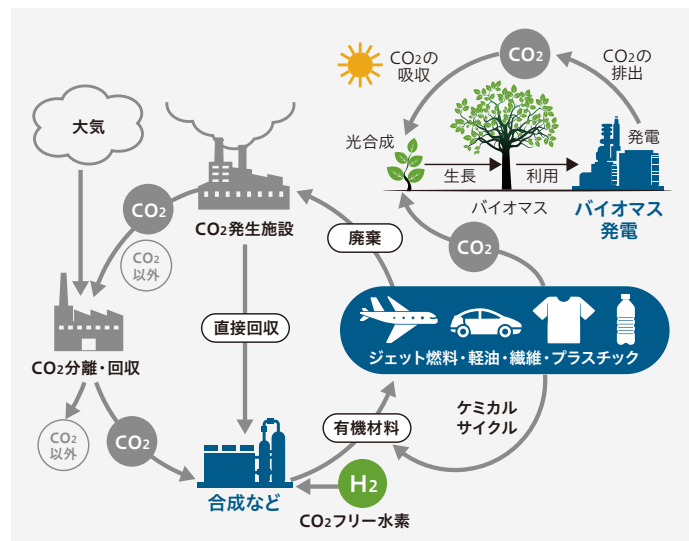 大気
CO2の
吸収
CO2
CO2の
排出
光合成
生長
利用
発電
バイオマス
バイオマス
発電
CO2
CO2発生施設
CO2
以外
廃棄
CO2
直接回収
CO2分離・回収
ジェット燃料・軽油・繊維・プラスチック
ケミカル
サイクル
有機材料
CO2
以外
CO2
合成など
H2
CO2フリー水素